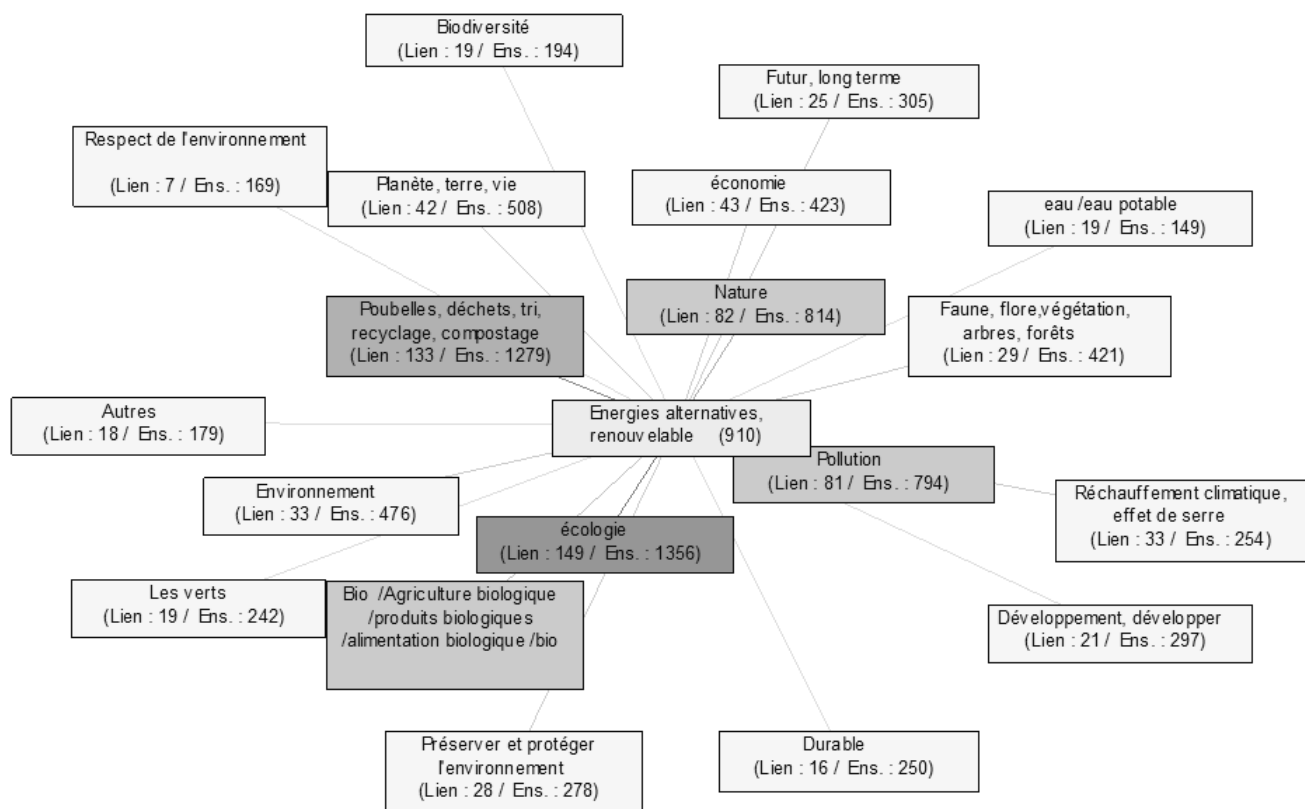 Biodiversité
(Lien : 19 / Ens. : 194)
Futur, long terme
(Lien : 25 / Ens. : 305)
Respect de l'environnement
(Lien : 7 / Ens. : 169)
Planète, terre, vie
(Lien : 42 / Ens. : 508)
économie
(Lien : 43 / Ens. : 423)
eau /eau potable
(Lien : 19 / Ens. : 149)
Poubelles, déchets, tri,
recyclage, compostage
(Lien : 133 / Ens. : 1279)
Nature
(Lien : 82 / Ens. : 814)
Faune, flore,végétation,
arbres, forêts
(Lien : 29 / Ens. : 421)
Autres
(Lien : 18 / Ens. : 179)
Energies alternatives,
renouvelable (910)
Pollution
(Lien : 81 / Ens. : 794)
Environnement
(Lien : 33 / Ens. : 476)
Réchauffement climatique,
effet de serre
(Lien : 33 / Ens. : 254)
écologie
(Lien : 149 / Ens. : 1356)
Les verts
(Lien : 19 / Ens. : 242)
Bio /Agriculture biologique
/produits biologiques
/alimentation biologique /bio
Développement, développer
(Lien : 21 / Ens. : 297)
Préserver et protéger
l'environnement
(Lien : 28 / Ens. : 278)
Durable
(Lien : 16 / Ens. : 250)